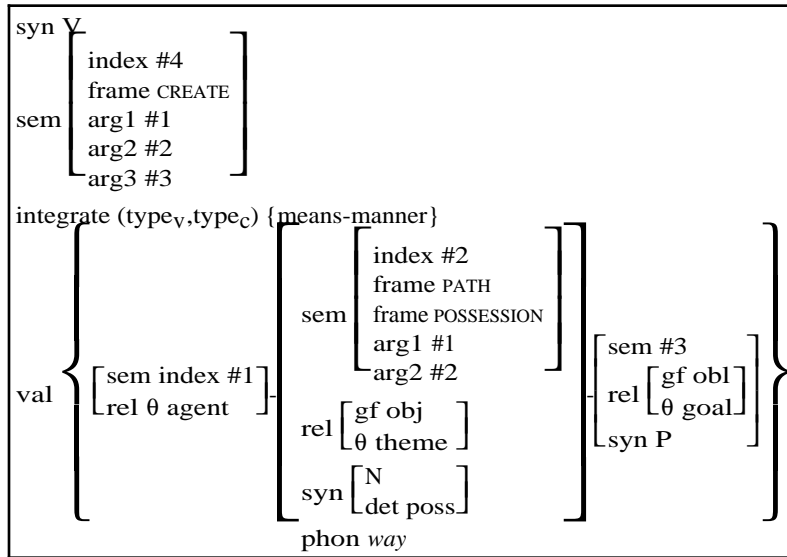 syn V
sem
index #4
frame CREATE
arg1 #1
arg2 #2
arg3 #3
integrate (typeV,typeC) {means-manner}
val
sem index #1
rel θ agent
-
sem
index #2
frame PATH
frame POSSESSION
arg1 #1
arg2 #2
rel
gf obj
θ theme
syn
N
det poss
phon way
-
sem #3
rel
gf obl
θ goal
syn P